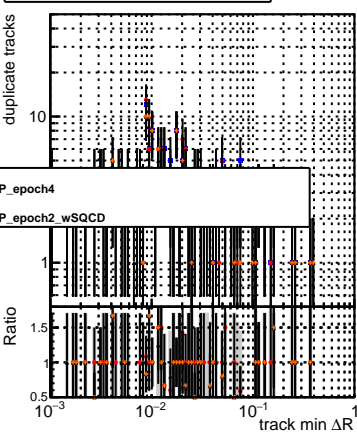 duplicate tracks
10
P_epoch4
P_epoch2_wSQCD
1
Ratio
1.5
1
0.5
10⁻³ 10⁻² 10⁻¹ 1
track min ΔR